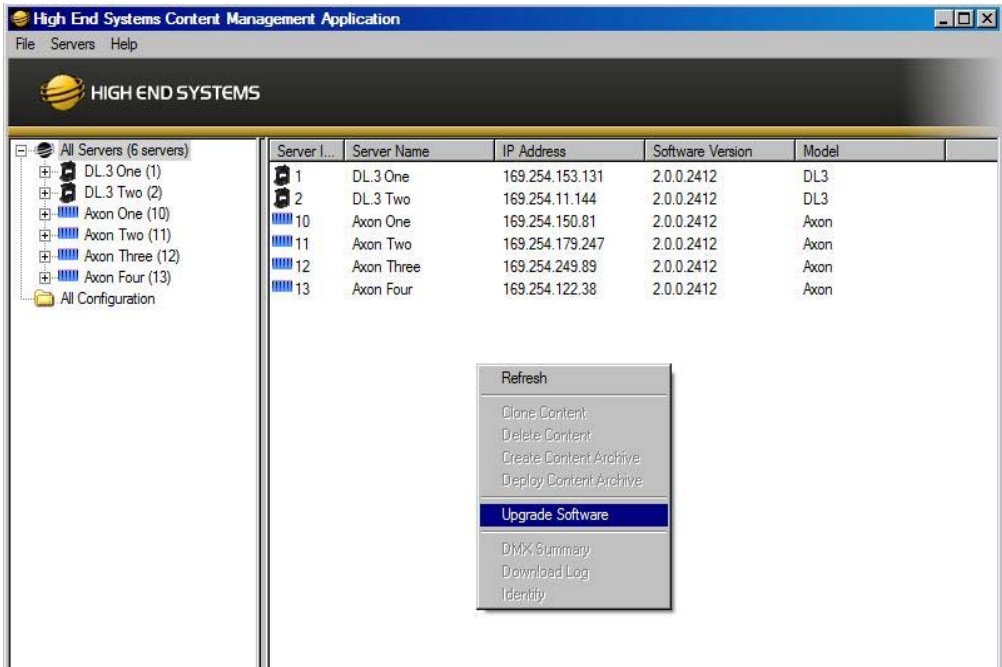 High End Systems Content Management Application
File Servers Help
HIGH END SYSTEMS
All Servers (6 servers)
DL.3 One (1)
DL.3 Two (2)
Axon One (10)
Axon Two (11)
Axon Three (12)
Axon Four (13)
All Configuration
Server I... Server Name IP Address Software Version Model
1 DL.3 One 169.254.153.131 2.0.0.2412 DL3
2 DL.3 Two 169.254.11.144 2.0.0.2412 DL3
10 Axon One 169.254.150.81 2.0.0.2412 Axon
11 Axon Two 169.254.179.247 2.0.0.2412 Axon
12 Axon Three 169.254.249.89 2.0.0.2412 Axon
13 Axon Four 169.254.122.38 2.0.0.2412 Axon
Refresh
Clone Content
Delete Content
Create Content Archive
Deploy Content Archive
Upgrade Software
DMX Summary
Download Log
Identify